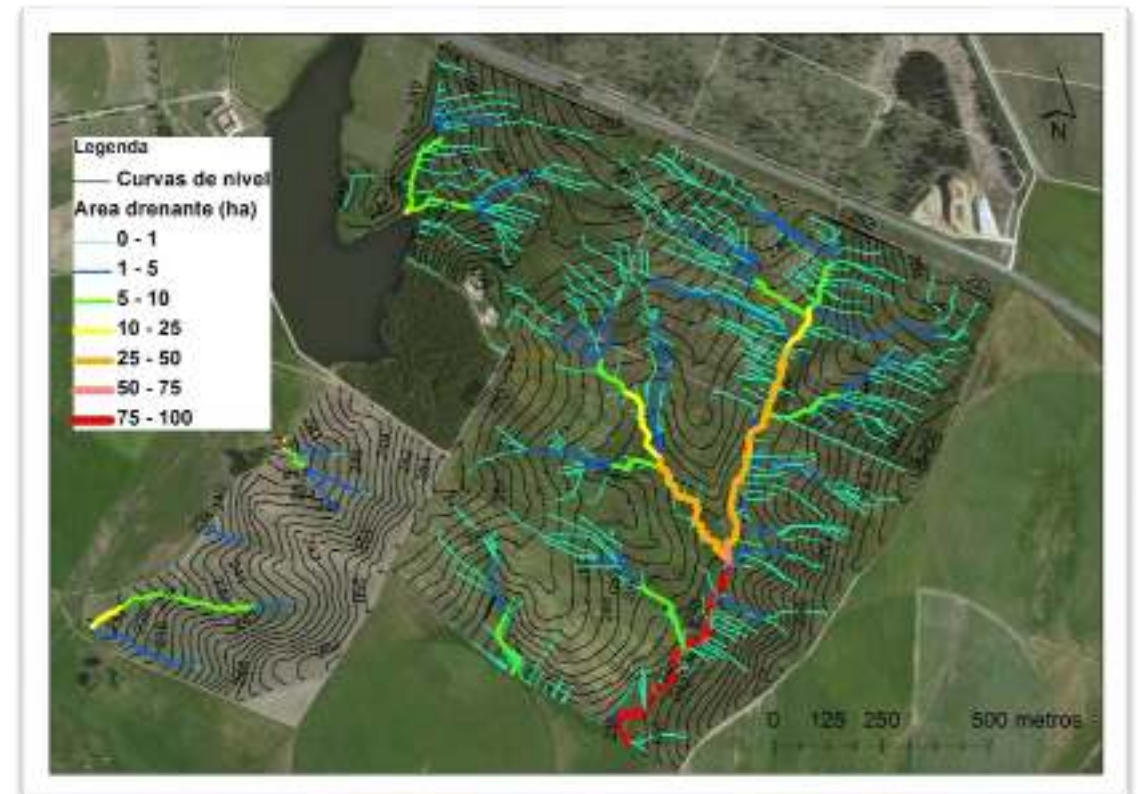 Legenda
Curvas de nivel
Area drenante (ha)
0 - 1
1 - 5
5 - 10
10 - 25
25 - 50
50 - 75
75 - 100
N
0 125 250 500 metros